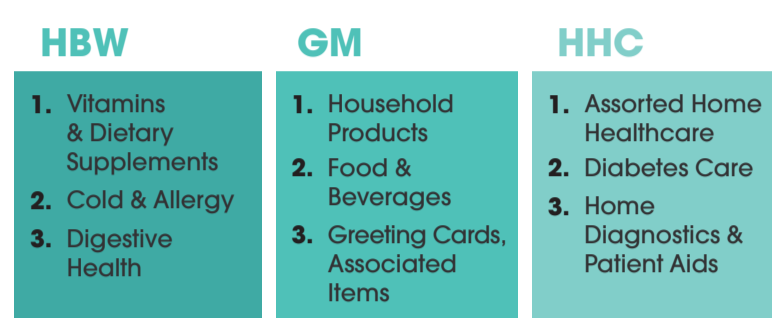 HBW
1. Vitamins
& Dietary
Supplements
2. Cold & Allergy
3. Digestive
Health
GM
1. Household
Products
2. Food &
Beverages
3. Greeting Cards,
Associated
Items
HHC
1. Assorted Home
Healthcare
2. Diabetes Care
3. Home
Diagnostics &
Patient Aids